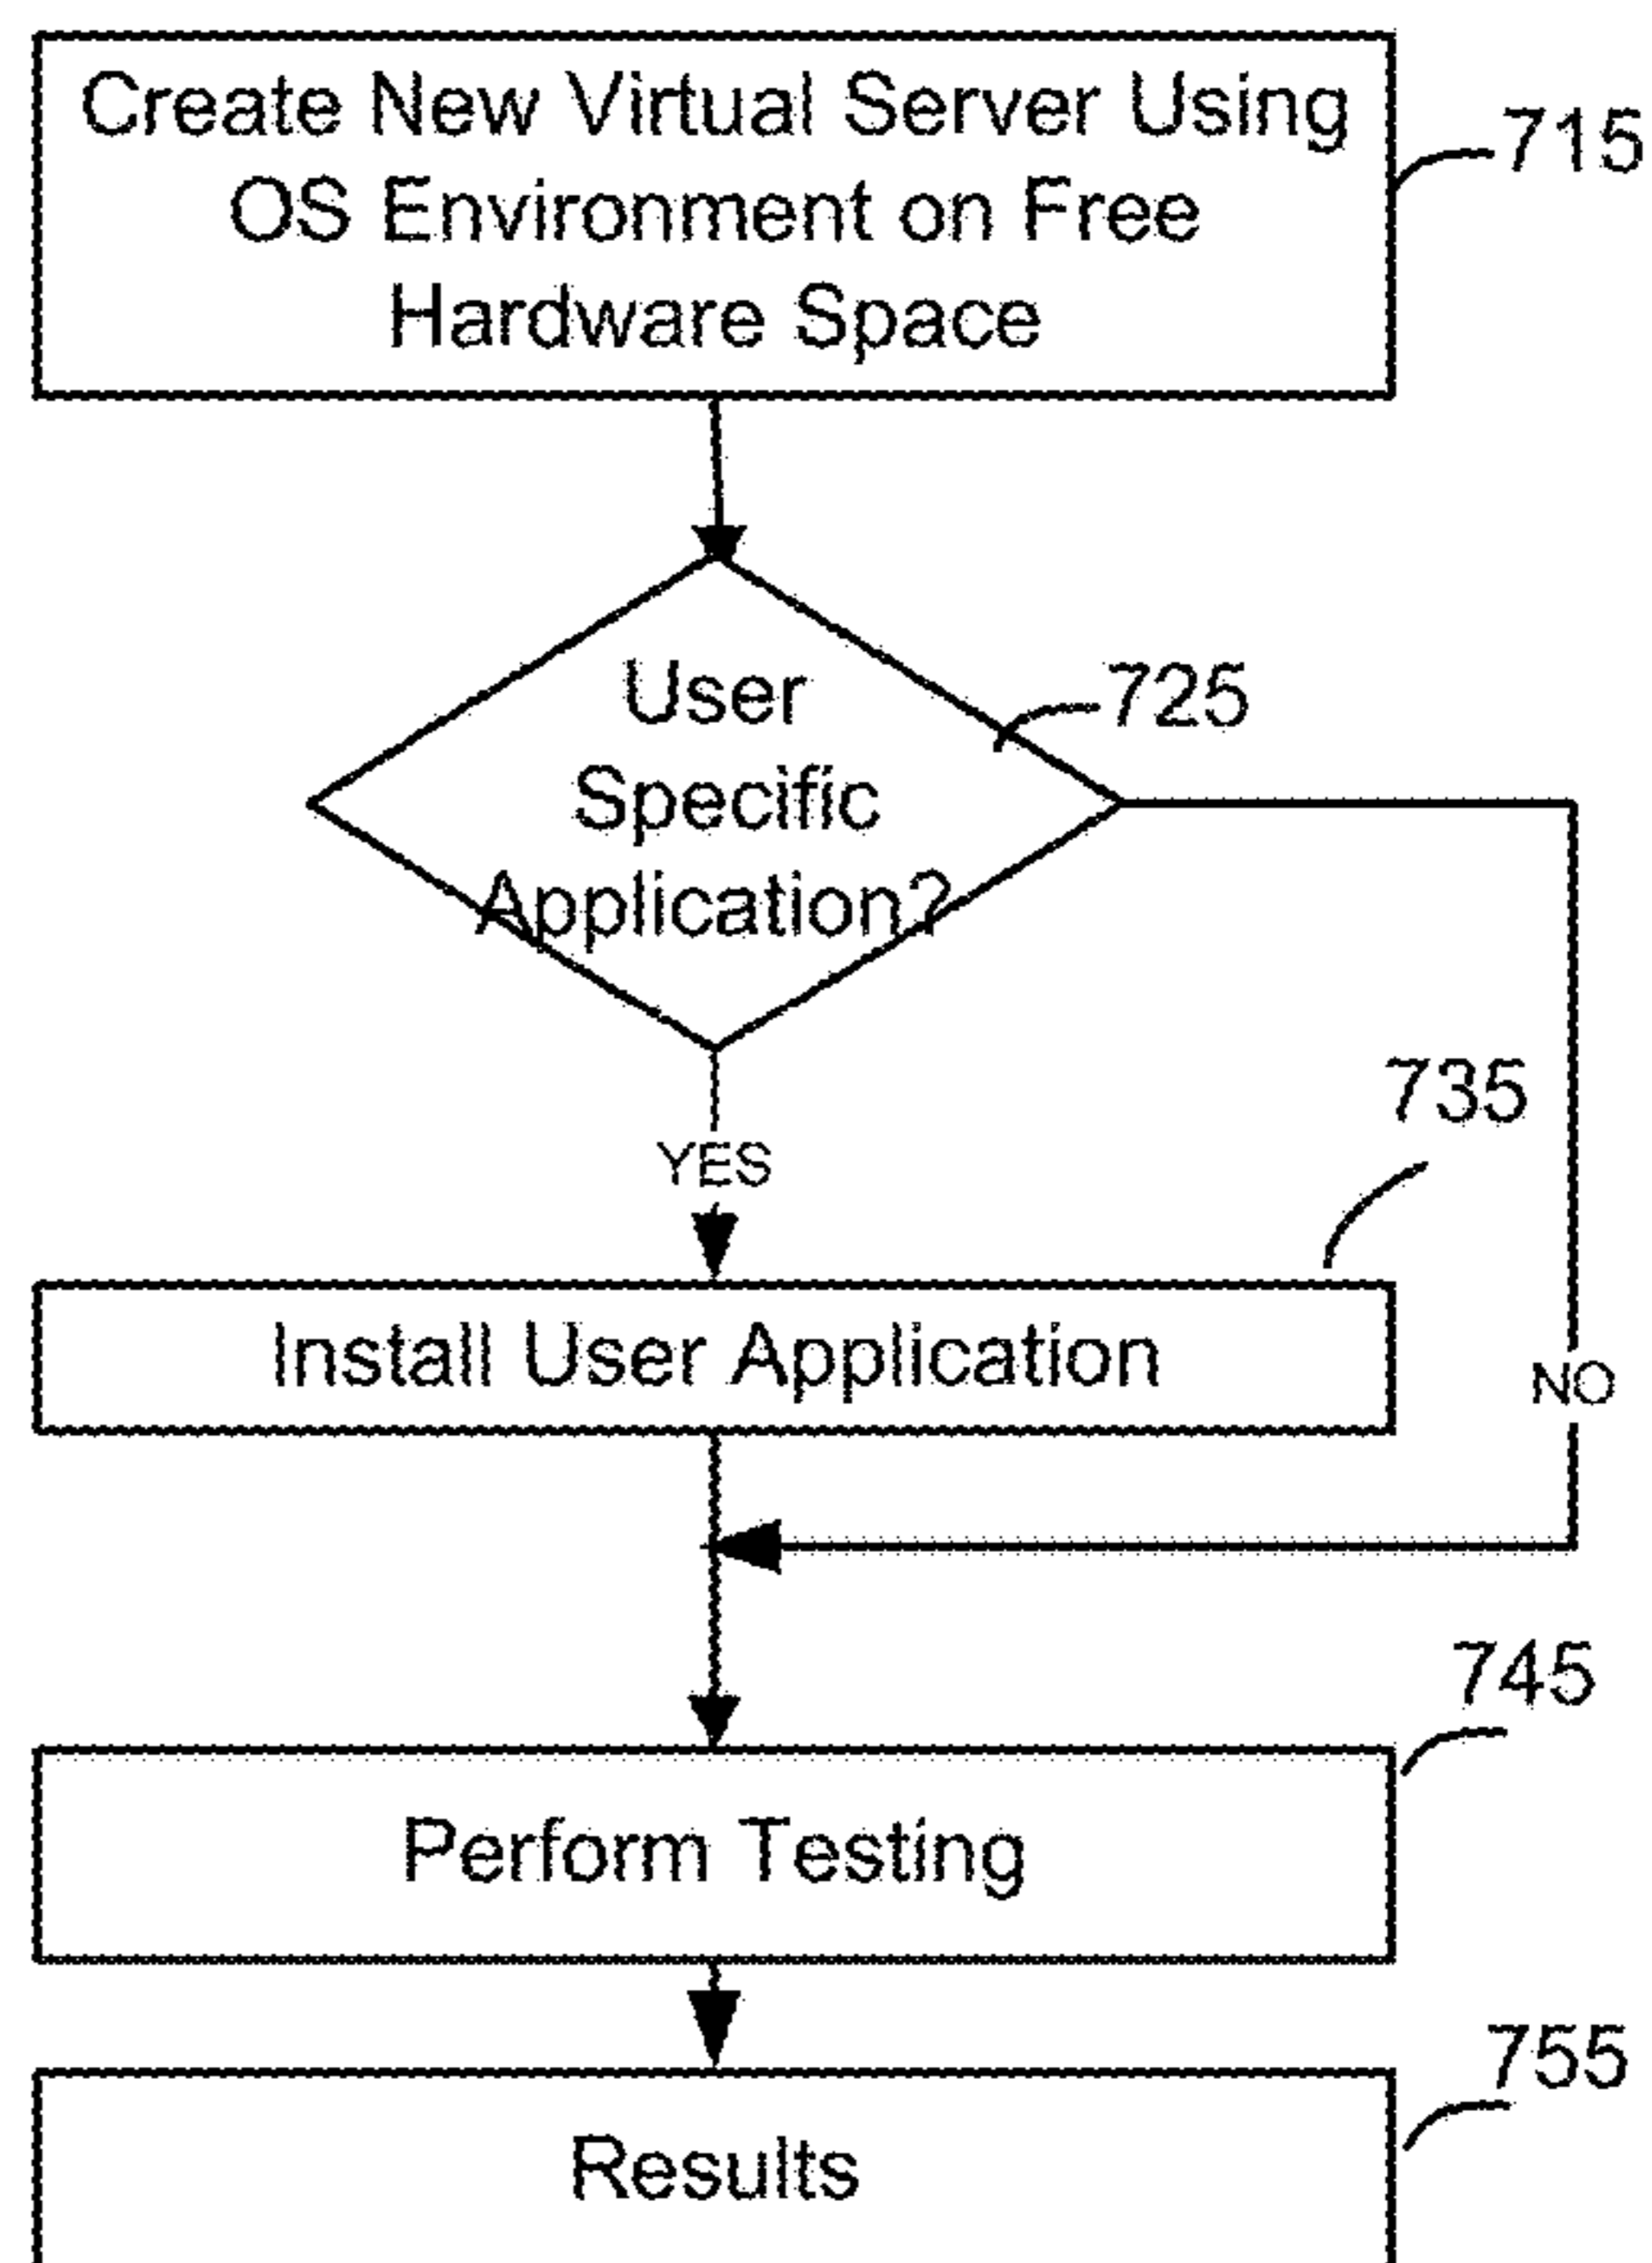 Create New Virtual Server Using
OS Environment on Free
Hardware Space
715
User
Specific
Application?
725
YES
735
Install User Application
NO
745
Perform Testing
755
Results